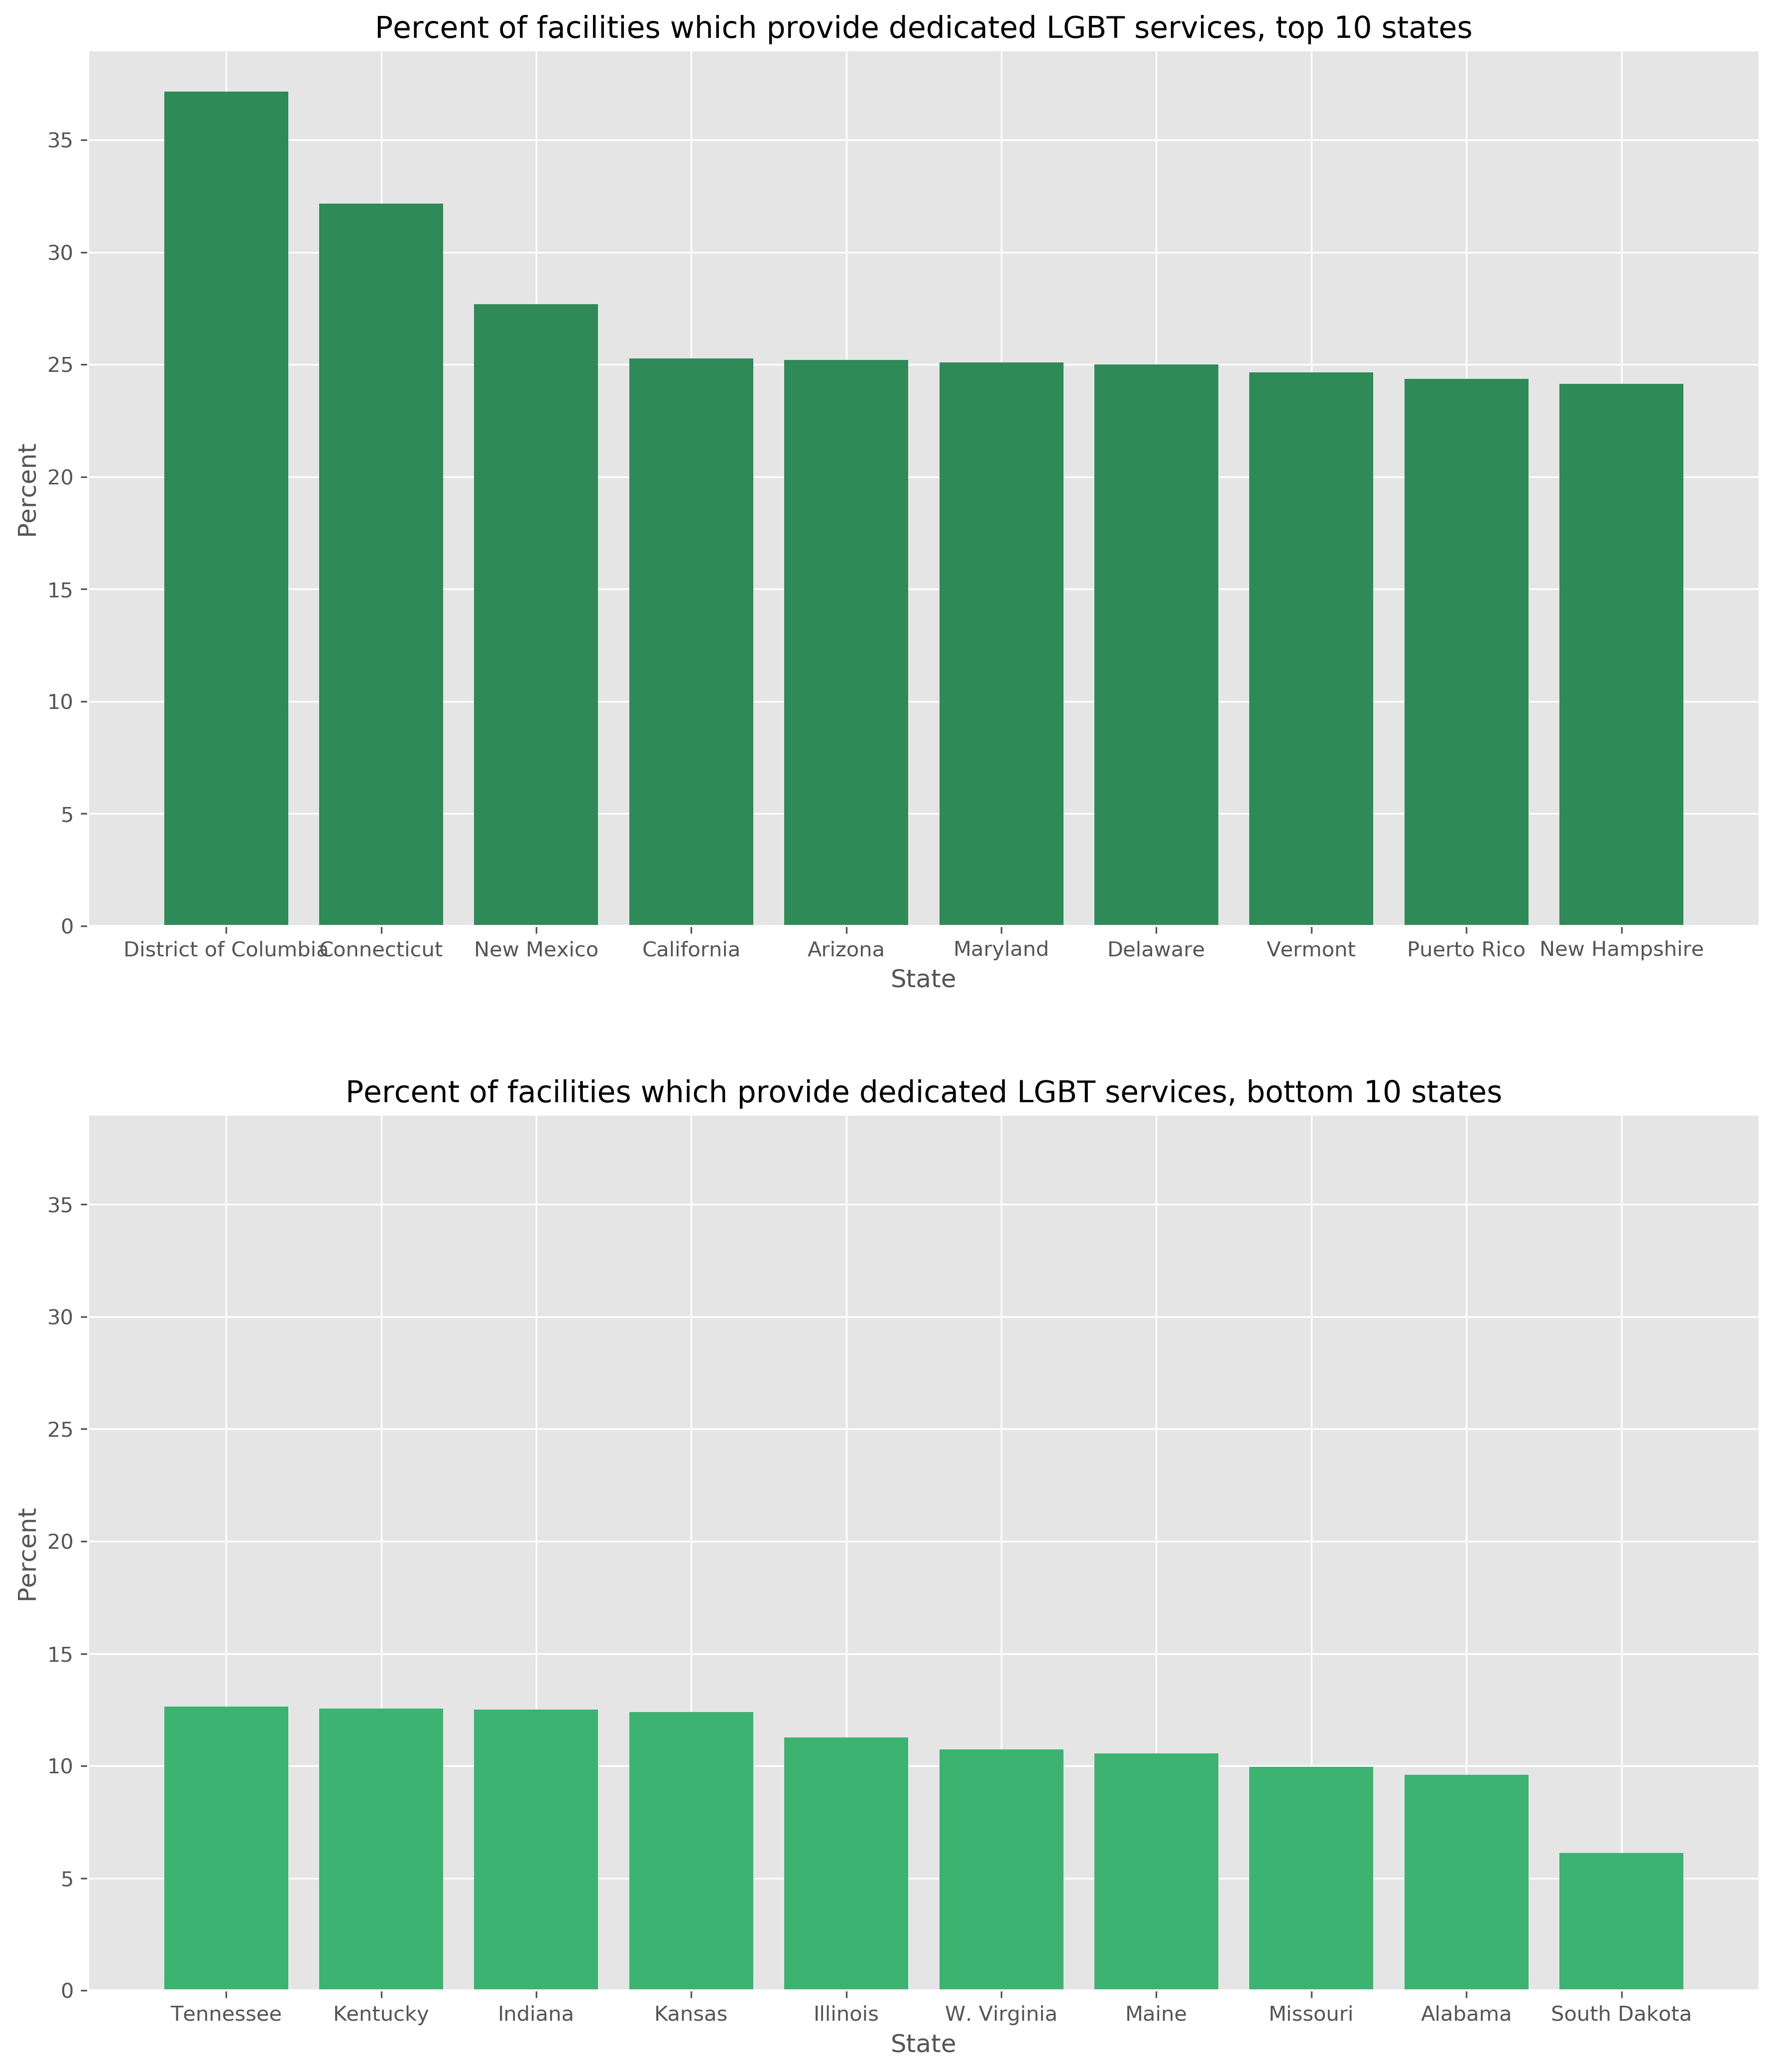 Percent of facilities which provide dedicated LGBT services, top 10 states
35
30
25
20
15
10
5
0
Percent
District of Columbia Connecticut New Mexico California Arizona Maryland Delaware Vermont Puerto Rico New Hampshire
State
Percent of facilities which provide dedicated LGBT services, bottom 10 states
35
30
25
20
15
10
5
0
Percent
Tennessee Kentucky Indiana Kansas Illinois W. Virginia Maine Missouri Alabama South Dakota
State